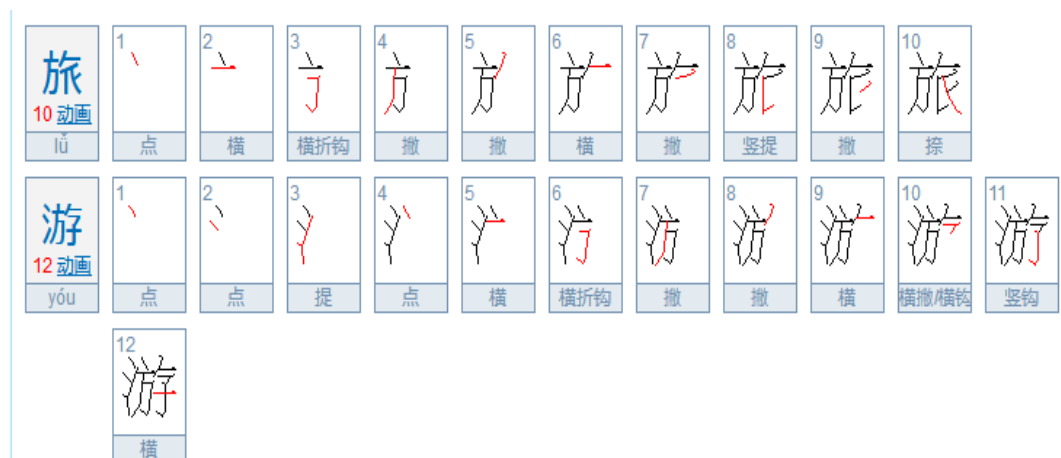 1 2 3 4 5 6 7 8 9 10
旅
10 动画
lǚ 点 横 横折钩 撇 撇 横 撇 竖提 撇 捺
1 2 3 4 5 6 7 8 9 10 11
游
12 动画
yóu 点 点 提 点 横 横折钩 撇 撇 横 横撇/横钩 竖钩
12
横